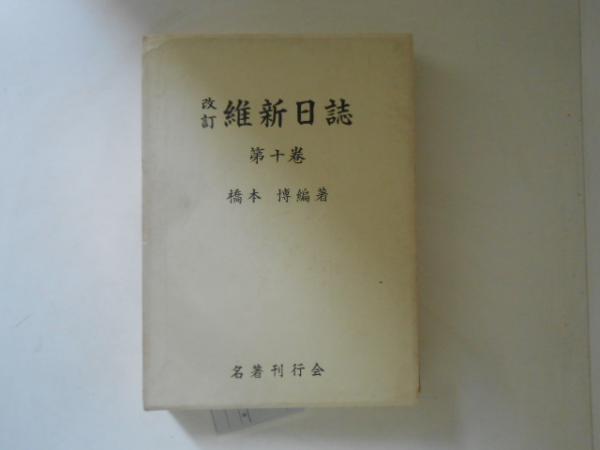 改訂 維新日誌
第十巻
橋本 博編著
名著刊行会